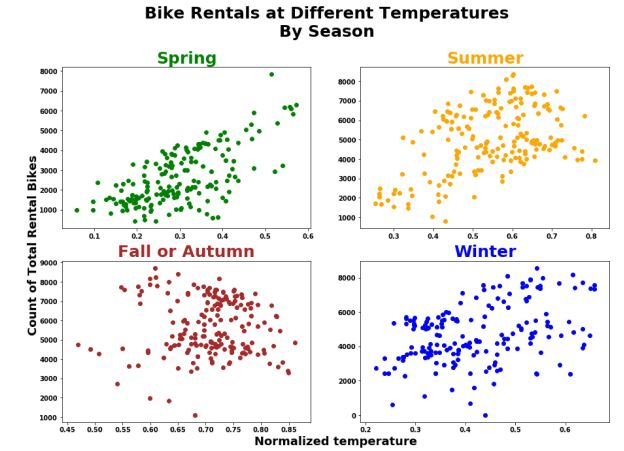 Bike Rentals at Different Temperatures
By Season
Spring
8000
7000
6000
5000
4000
3000
2000
1000
0.1 0.2 0.3 0.4 0.5 0.6
Summer
8000
7000
6000
5000
4000
3000
2000
1000
0.3 0.4 0.5 0.6 0.7 0.8
Count of Total Rental Bikes
Fall or Autumn
9000
8000
7000
6000
5000
4000
3000
2000
1000
0.45 0.50 0.55 0.60 0.65 0.70 0.75 0.80 0.85
Winter
8000
6000
4000
2000
0
0.2 0.3 0.4 0.5 0.6
Normalized temperature